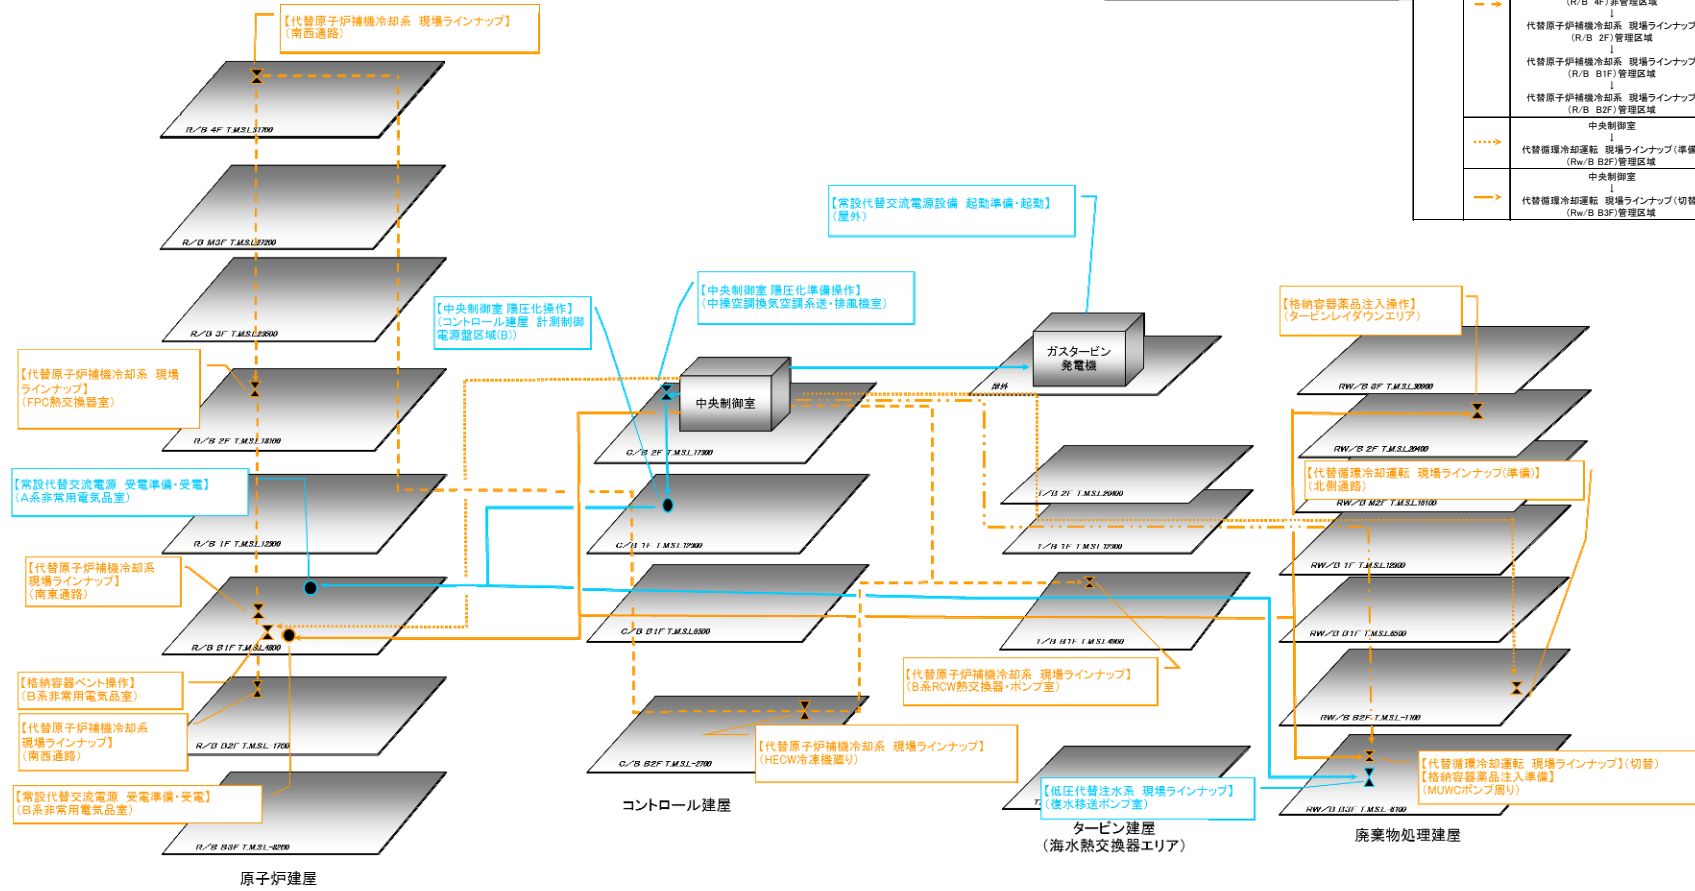 【代替原子炉補機冷却系 現場ラインナップ】
(南西通路)
R/B 4F T.M.S.L.31700
R/B M3F T.M.S.L.27200
R/B 3F T.M.S.L.23500
【代替原子炉補機冷却系 現場
ラインナップ】
(FPC熱交換器室)
R/B 2F T.M.S.L.18100
【常設代替交流電源 受電準備・受電】
(A系非常用電気品室)
R/B 1F T.M.S.L.12300
【代替原子炉補機冷却系
現場ラインナップ】
(南東通路)
R/B B1F T.M.S.L.4800
【格納容器ベント操作】
(B系非常用電気品室)
【代替原子炉補機冷却系
現場ラインナップ】
(南西通路)
R/B B2F T.M.S.L.-1700
【常設代替交流電源 受電準備・受電】
(B系非常用電気品室)
R/B B3F T.M.S.L.-8200
原子炉建屋
【中央制御室 陽圧化操作】
(コントロール建屋 計測制御
電源盤区域(B))
【中央制御室 陽圧化準備操作】
(中操空調換気空調系送・排風機室)
中央制御室
C/B 2F T.M.S.L.17300
C/B 1F T.M.S.L.12300
C/B B1F T.M.S.L.6500
C/B B2F T.M.S.L.-2700
【代替原子炉補機冷却系 現場ラインナップ】
(HECW冷凍機廻り)
コントロール建屋
【常設代替交流電源設備 起動準備・起動】
(屋外)
ガスタービン
発電機
屋外
T/B 2F T.M.S.L.20400
T/B 1F T.M.S.L.12300
T/B B1F T.M.S.L.4900
【代替原子炉補機冷却系 現場ラインナップ】
(B系RCW熱交換器・ポンプ室)
【低圧代替注水系 現場ラインナップ】
(復水移送ポンプ室)
タービン建屋
(海水熱交換器エリア)
【格納容器薬品注入操作】
(タービンレイダウンエリア)
RW/B 3F T.M.S.L.30900
RW/B 2F T.M.S.L.20400
【代替循環冷却運転 現場ラインナップ(準備)】
(北側通路)
RW/B M2F T.M.S.L.16100
RW/B 1F T.M.S.L.12300
RW/B B1F T.M.S.L.6500
RW/B B2F T.M.S.L.-1100
【代替循環冷却運転 現場ラインナップ】(切替)
【格納容器薬品注入準備】
(MUWCポンプ周り)
RW/B B3F T.M.S.L.-6100
廃棄物処理建屋
(R/B 4F)非管理区域
↓
代替原子炉補機冷却系 現場ラインナップ
(R/B 2F)管理区域
↓
代替原子炉補機冷却系 現場ラインナップ
(R/B B1F)管理区域
↓
代替原子炉補機冷却系 現場ラインナップ
(R/B B2F)管理区域
中央制御室
↓
代替循環冷却運転 現場ラインナップ(準備
(Rw/B B2F)管理区域
中央制御室
↓
代替循環冷却運転 現場ラインナップ(切替
(Rw/B B3F)管理区域